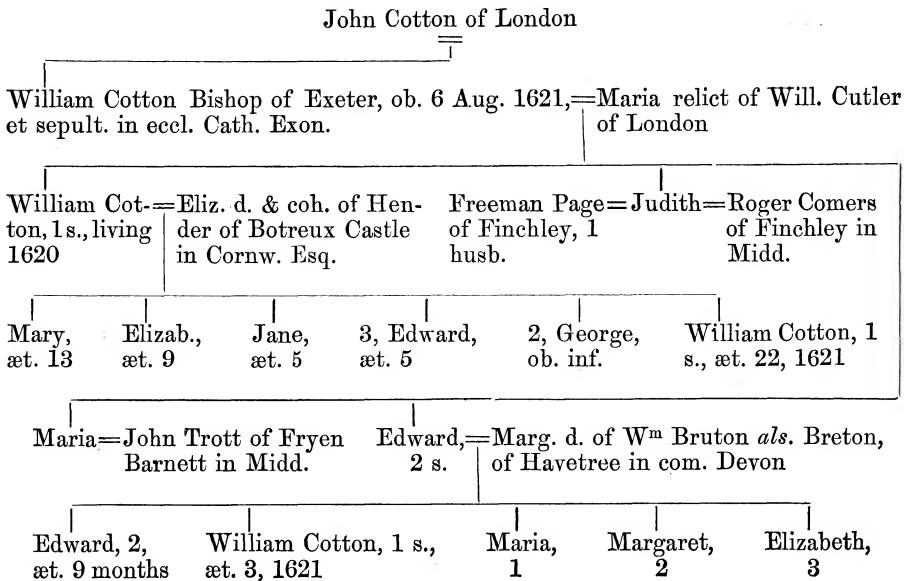 John Cotton of London
William Cotton Bishop of Exeter, ob. 6 Aug. 1621,=Maria relict of Will. Cutler
et sepult. in eccl. Cath. Exon. of London
William Cot-=Eliz. d. & coh. of Hen- Freeman Page=Judith=Roger Comers
ton, 1 s., living der of Botreux Castle of Finchley, 1 of Finchley in
1620 in Cornw. Esq. husb. Midd.
Mary, Elizab., Jane, 3, Edward, 2, George, William Cotton, 1
æt. 13 æt. 9 æt. 5 æt. 5 ob. inf. s., æt. 22, 1621
Maria=John Trott of Fryen Edward,=Marg. d. of Wᵐ Bruton als. Breton,
Barnett in Midd. 2 s. of Havetree in com. Devon
Edward, 2, William Cotton, 1 s., Maria, Margaret, Elizabeth,
æt. 9 months æt. 3, 1621 1 2 3